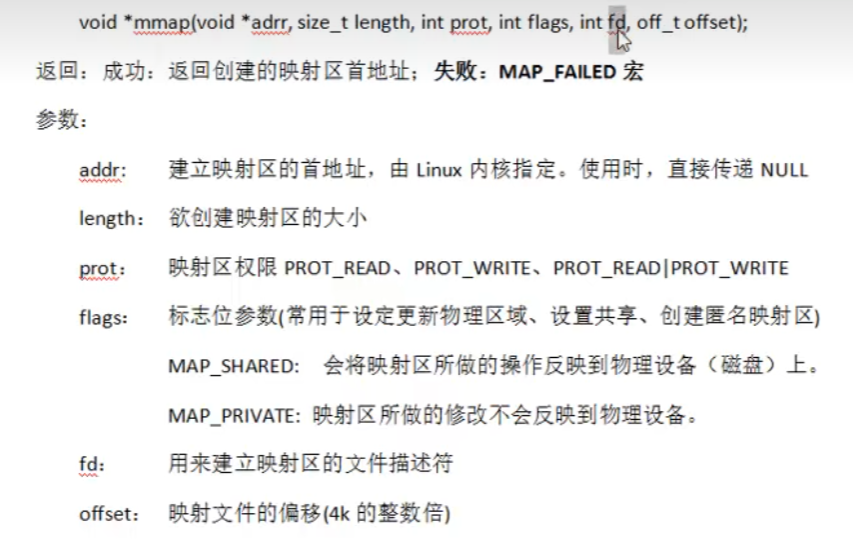 void *mmap(void *adrr, size_t length, int prot, int flags, int fd, off_t offset);
返回：成功：返回创建的映射区首地址；失败：MAP_FAILED 宏
参数：
addr: 建立映射区的首地址，由 Linux 内核指定。使用时，直接传递 NULL
length： 欲创建映射区的大小
prot： 映射区权限 PROT_READ、PROT_WRITE、PROT_READ|PROT_WRITE
flags： 标志位参数(常用于设定更新物理区域、设置共享、创建匿名映射区)
MAP_SHARED: 会将映射区所做的操作反映到物理设备（磁盘）上。
MAP_PRIVATE: 映射区所做的修改不会反映到物理设备。
fd： 用来建立映射区的文件描述符
offset： 映射文件的偏移(4k 的整数倍)